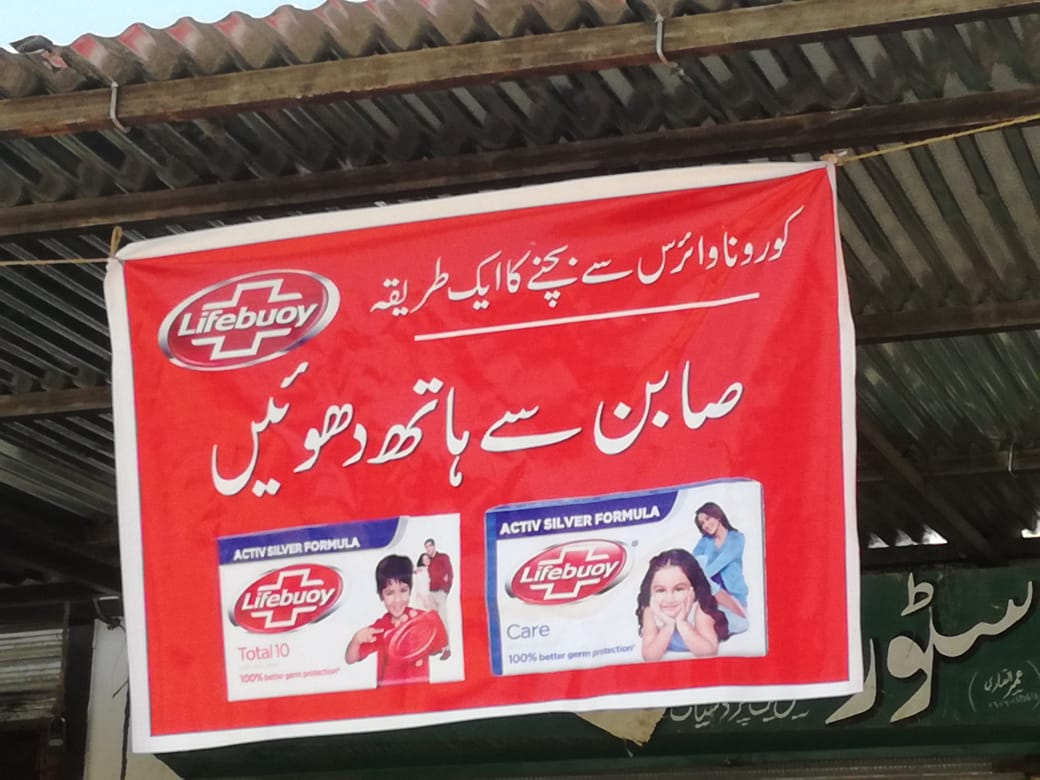 کورونا وائرس سے بچنے کا ایک طریقہ
Lifebuoy
صابن سے ہاتھ دھوئیں
ACTIV SILVER FORMULA
Lifebuoy
Total 10
100% better germ protection*
ACTIV SILVER FORMULA
Lifebuoy
Care
100% better germ protection*
سٹور